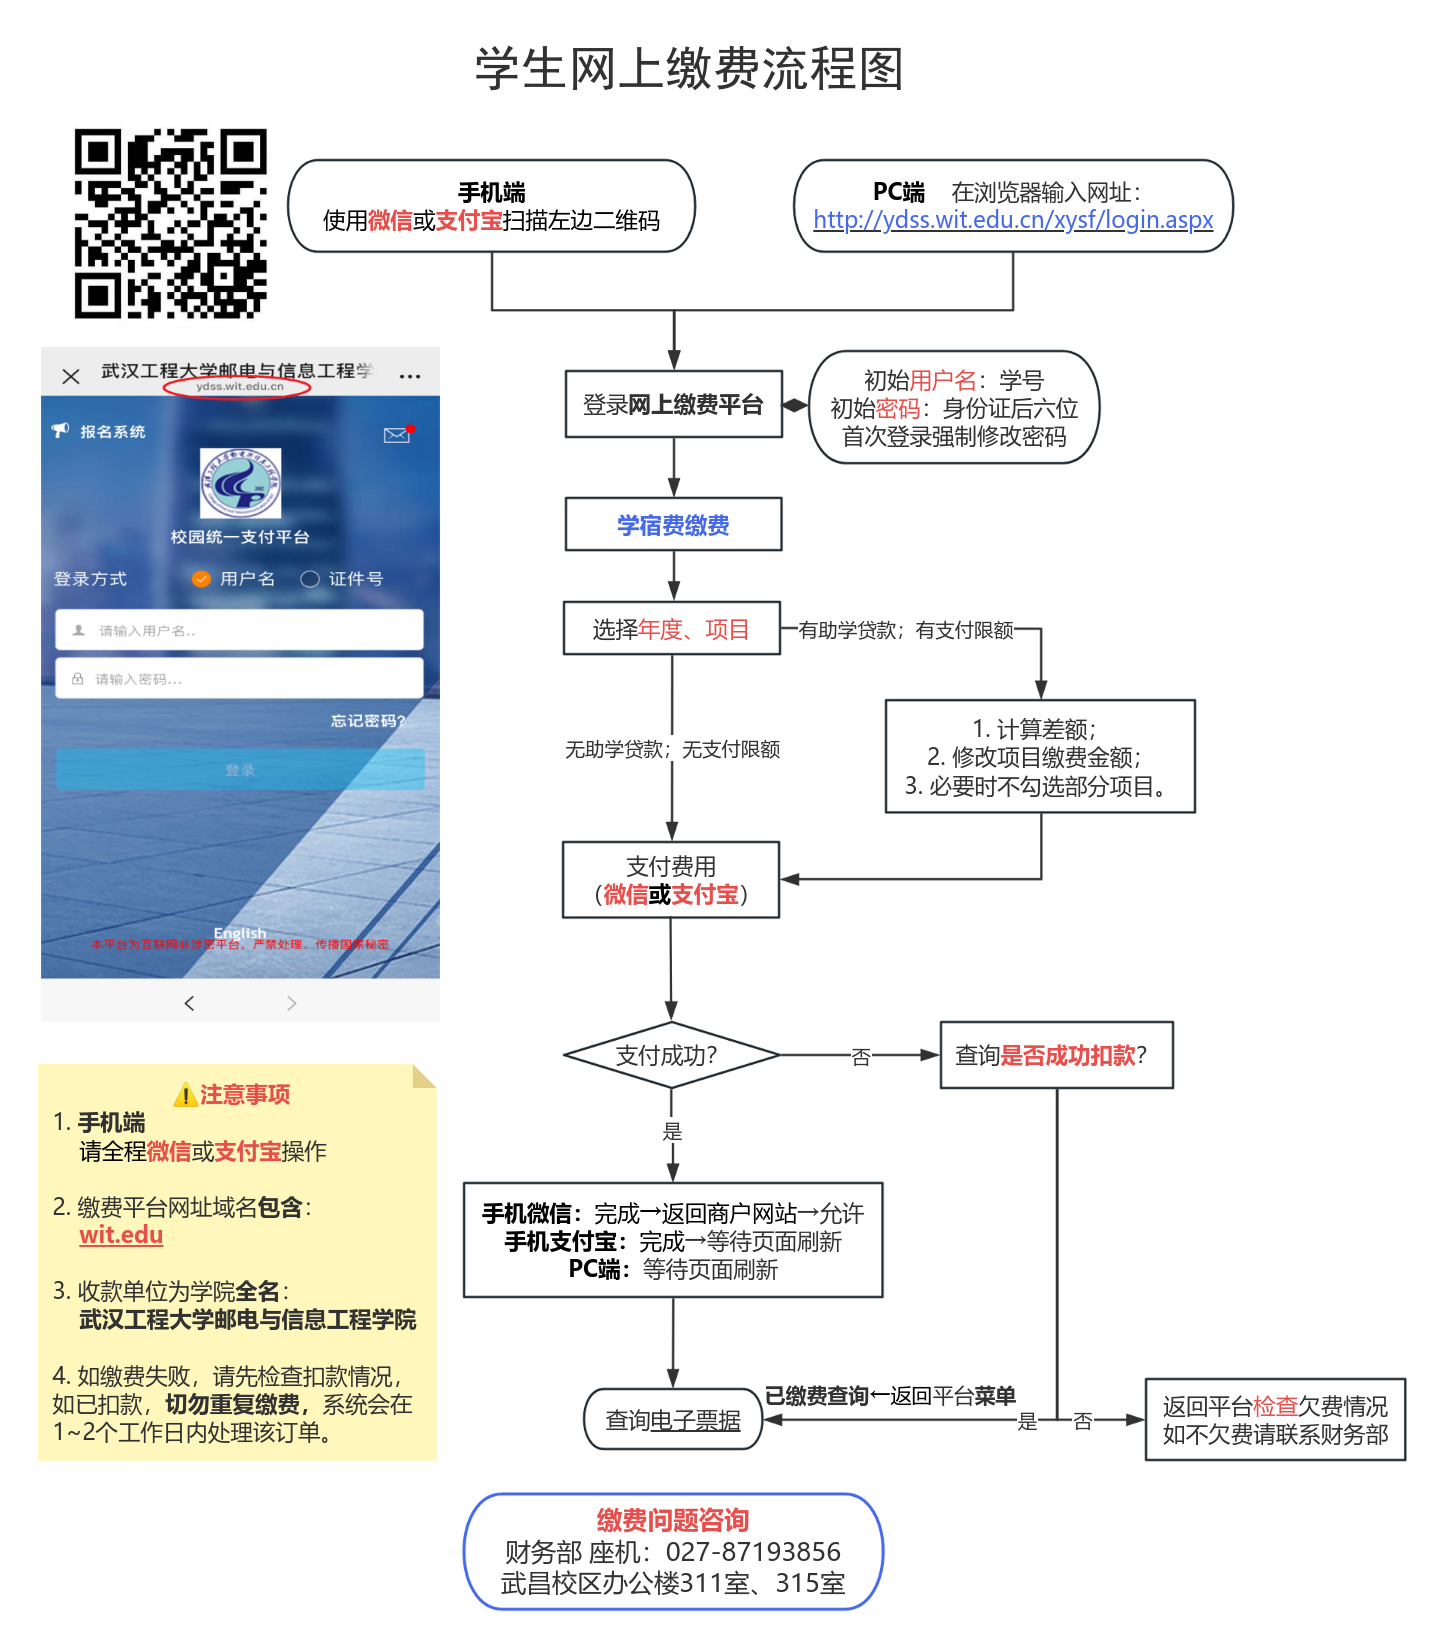 学生网上缴费流程图
手机端
使用微信或支付宝扫描左边二维码
PC端 在浏览器输入网址：
http://ydss.wit.edu.cn/xysf/login.aspx
武汉工程大学邮电与信息工程学
ydss.wit.edu.cn
报名系统
校园统一支付平台
登录方式 用户名 证件号
请输入用户名..
请输入密码...
忘记密码?
登录
English
本平台为互联网非涉密平台，严禁处理、传播国家秘密
登录网上缴费平台
初始用户名：学号
初始密码：身份证后六位
首次登录强制修改密码
学宿费缴费
选择年度、项目
有助学贷款；有支付限额
无助学贷款；无支付限额
1. 计算差额；
2. 修改项目缴费金额；
3. 必要时不勾选部分项目。
支付费用
（微信或支付宝）
支付成功？
否
查询是否成功扣款？
是
手机微信：完成→返回商户网站→允许
手机支付宝：完成→等待页面刷新
PC端：等待页面刷新
查询电子票据
已缴费查询←返回平台菜单
是
否
返回平台检查欠费情况
如不欠费请联系财务部
⚠️注意事项
1. 手机端
请全程微信或支付宝操作
2. 缴费平台网址域名包含：
wit.edu
3. 收款单位为学院全名：
武汉工程大学邮电与信息工程学院
4. 如缴费失败，请先检查扣款情况，
如已扣款，切勿重复缴费，系统会在
1~2个工作日内处理该订单。
缴费问题咨询
财务部 座机：027-87193856
武昌校区办公楼311室、315室